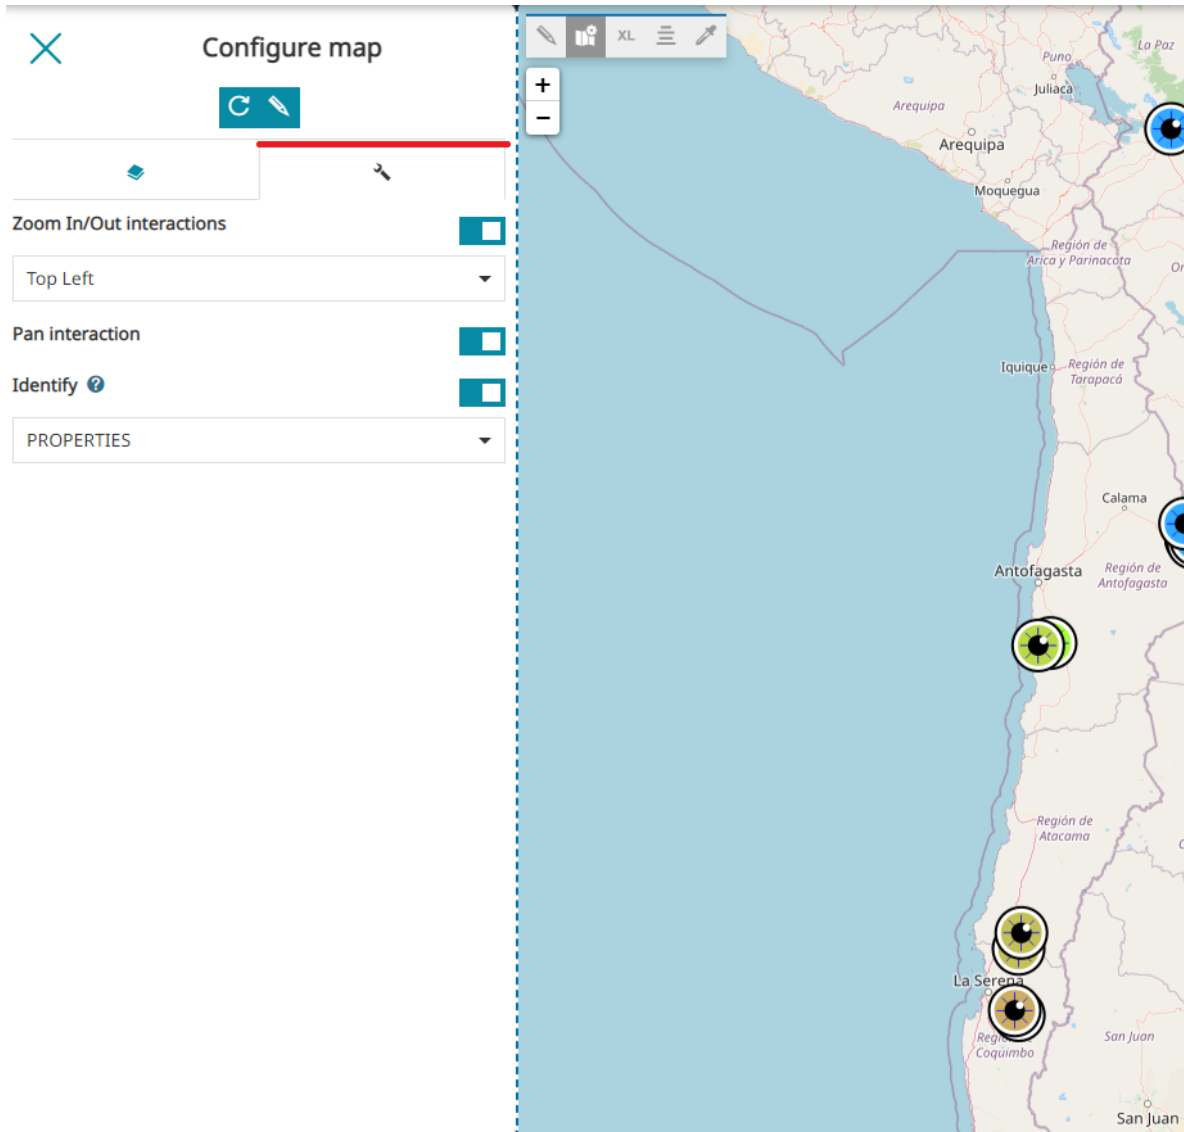 Configure map
Zoom In/Out interactions
Top Left
Pan interaction
Identify ?
PROPERTIES
XL
+
−
La Paz
Puno
Juliaca
Arequipa
Arequipa
Moquegua
Región de
Arica y Parinacota
Iquique
Región de
Tarapacá
Calama
Antofagasta
Región de
Antofagasta
Región de
Atacama
La Serena
Coquimbo
San Juan
San Juan